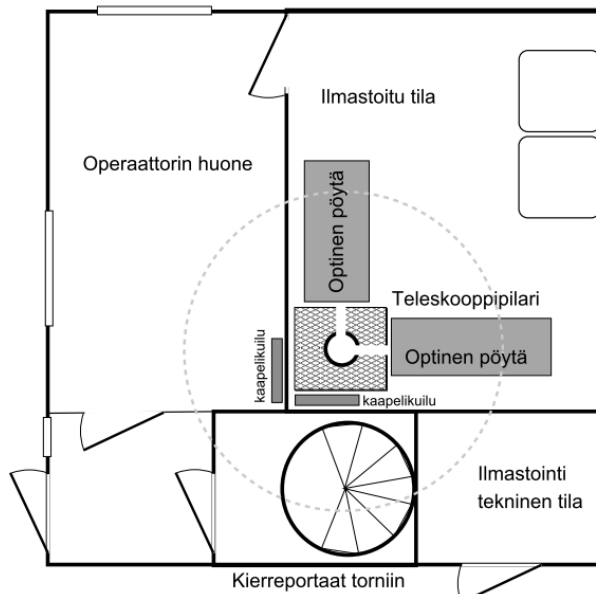 Ilmastoitu tila
Operaattorin huone
Optinen pöytä
Teleskooppipilari
Optinen pöytä
kaapelikuilu
kaapelikuilu
Ilmastointi
tekninen tila
Kierreportaat torniin